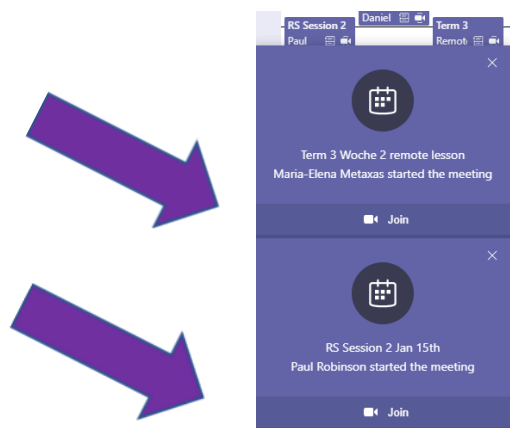 Daniel
RS Session 2
Term 3
Paul
Remot
Term 3 Woche 2 remote lesson
Maria-Elena Metaxas started the meeting
Join
RS Session 2 Jan 15th
Paul Robinson started the meeting
Join